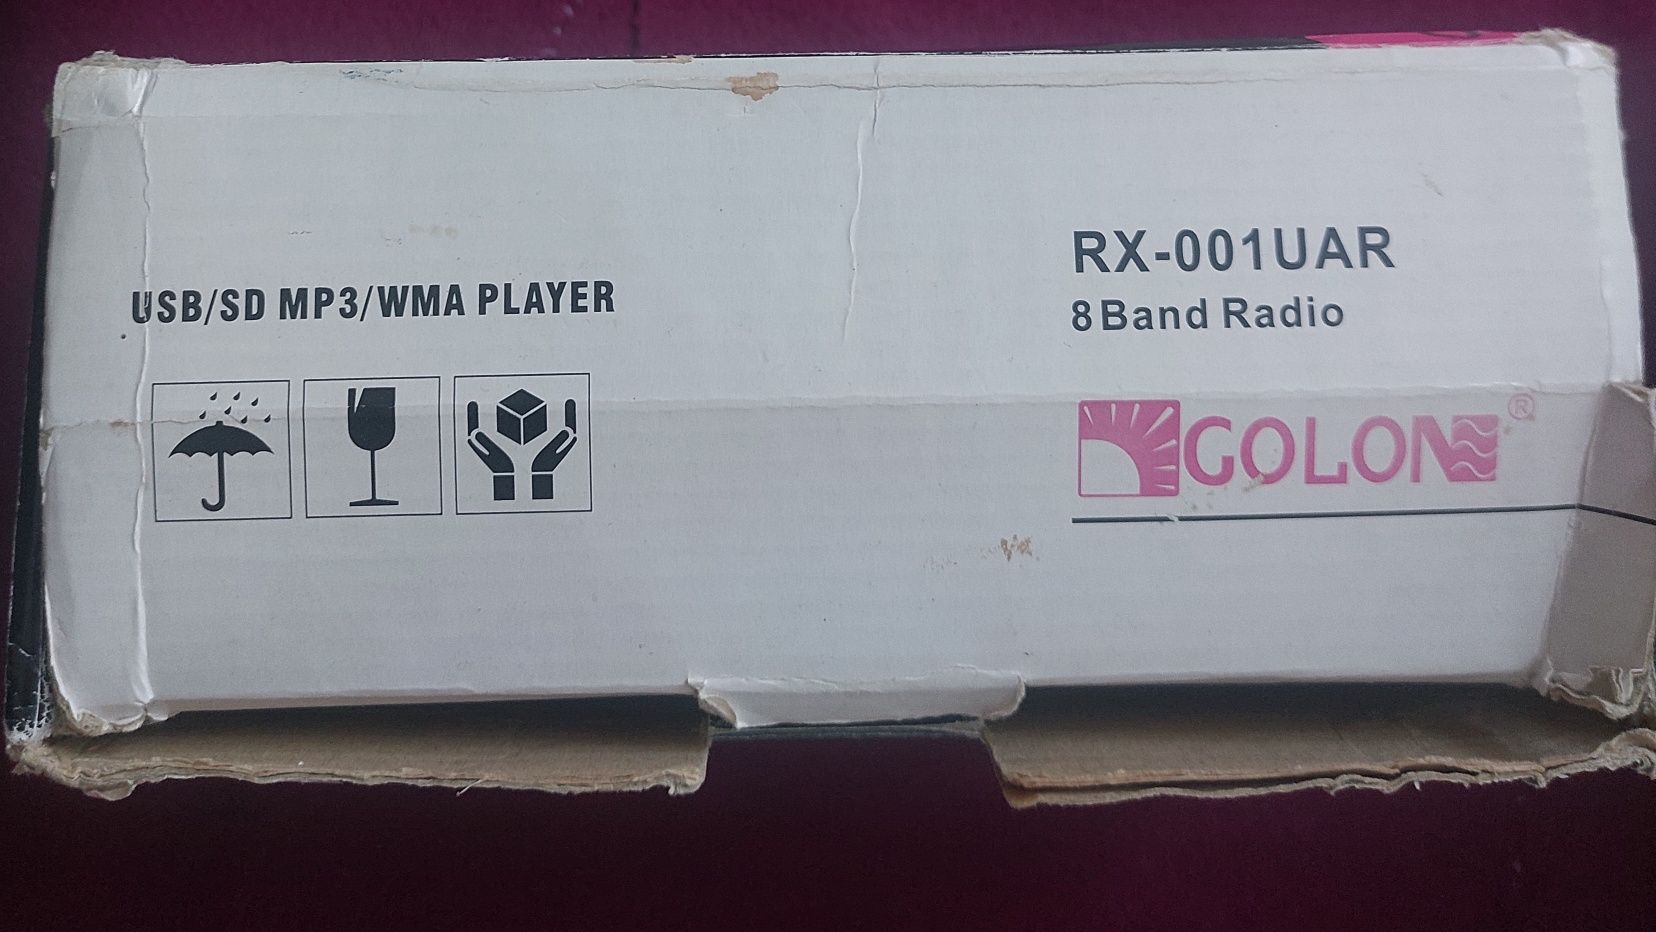 USB/SD MP3/WMA PLAYER
RX-001UAR
8 Band Radio
GOLON®